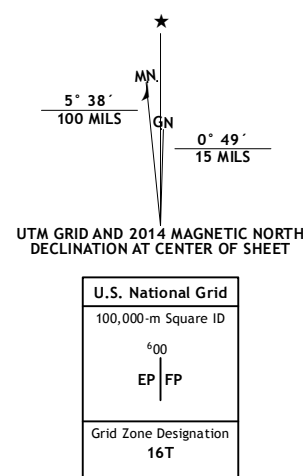 ★
MN.
5° 38´
100 MILS
GN
0° 49´
15 MILS
UTM GRID AND 2014 MAGNETIC NORTH
DECLINATION AT CENTER OF SHEET
U.S. National Grid
100,000-m Square ID
⁶00
EP FP
Grid Zone Designation
16T